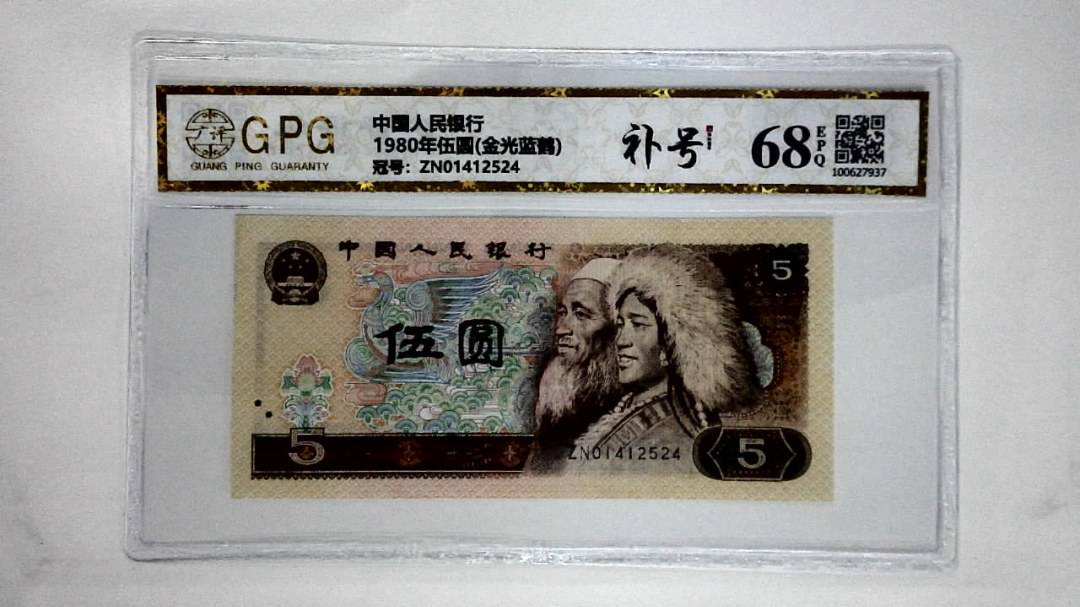 广评
GPG
GUANG PING GUARANTY
中国人民银行
1980年伍圆(金光蓝鹤)
冠号：ZN01412524
补号
68
EPQ
100627937
中国人民银行
5
伍圆
5
ZN01412524
5